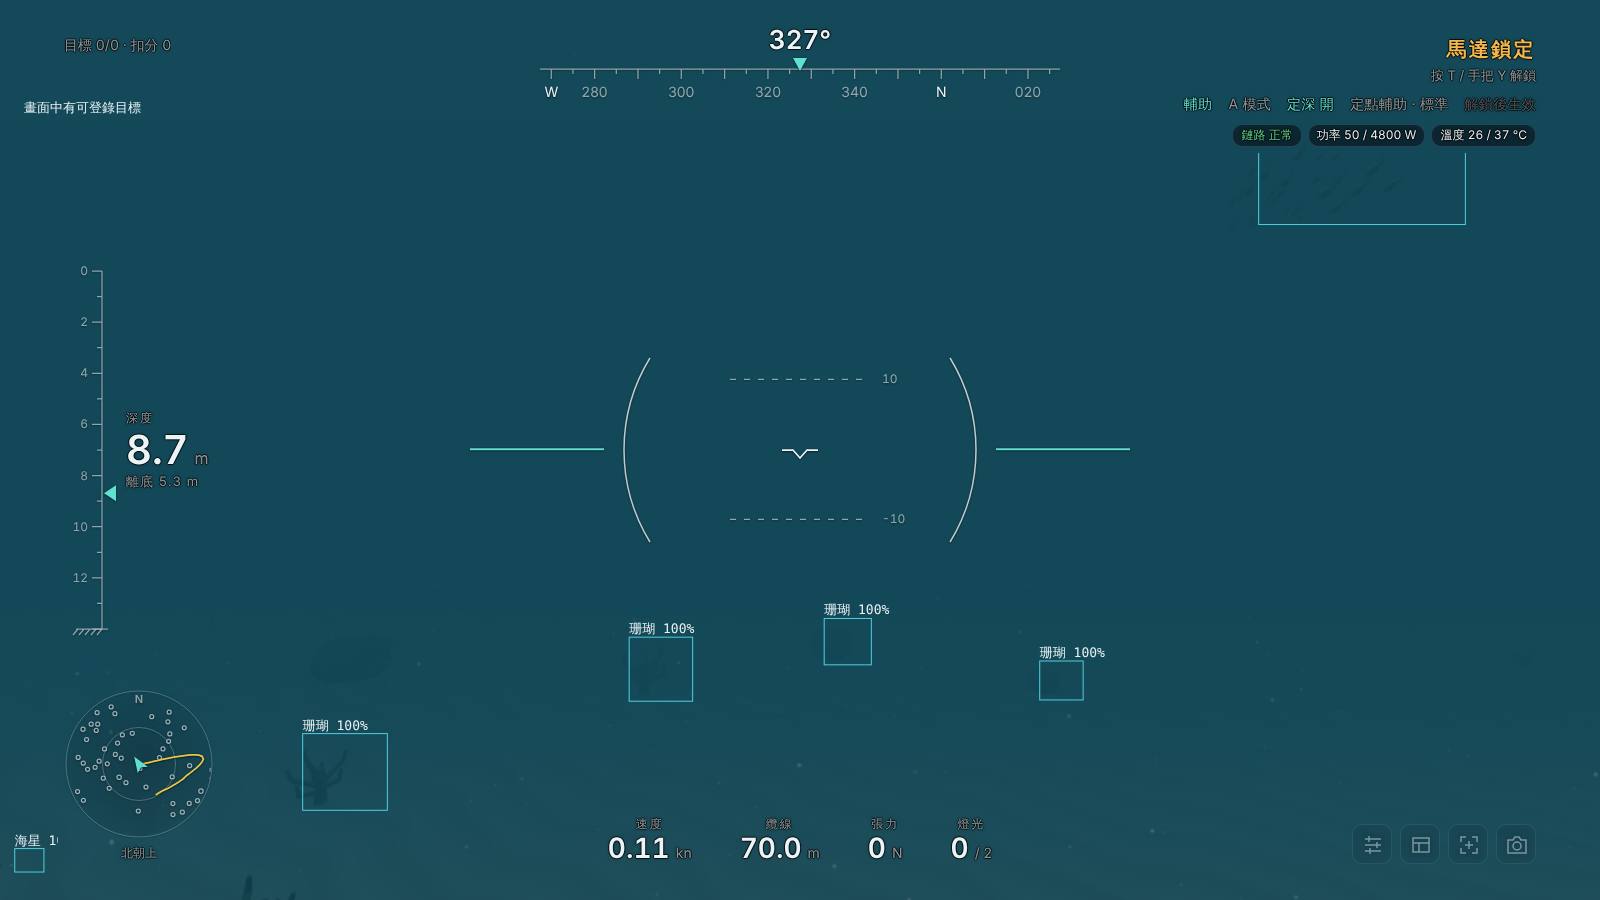 目標 0/0 · 扣分 0
327°
馬達鎖定
按 T / 手把 Y 解鎖
W 280 300 320 340 N 020
畫面中有可登錄目標
輔助 A 模式 定深 開 定點輔助 · 標準 解鎖後生效
鏈路 正常 功率 50 / 4800 W 溫度 26 / 37 °C
0
2
4
6
8
10
12
深度
8.7 m
離底 5.3 m
10
-10
珊瑚 100%
珊瑚 100%
珊瑚 100%
珊瑚 100%
N
北朝上
海星 1
速度 纜線 張力 燈光
0.11 kn 70.0 m 0 N 0 / 2